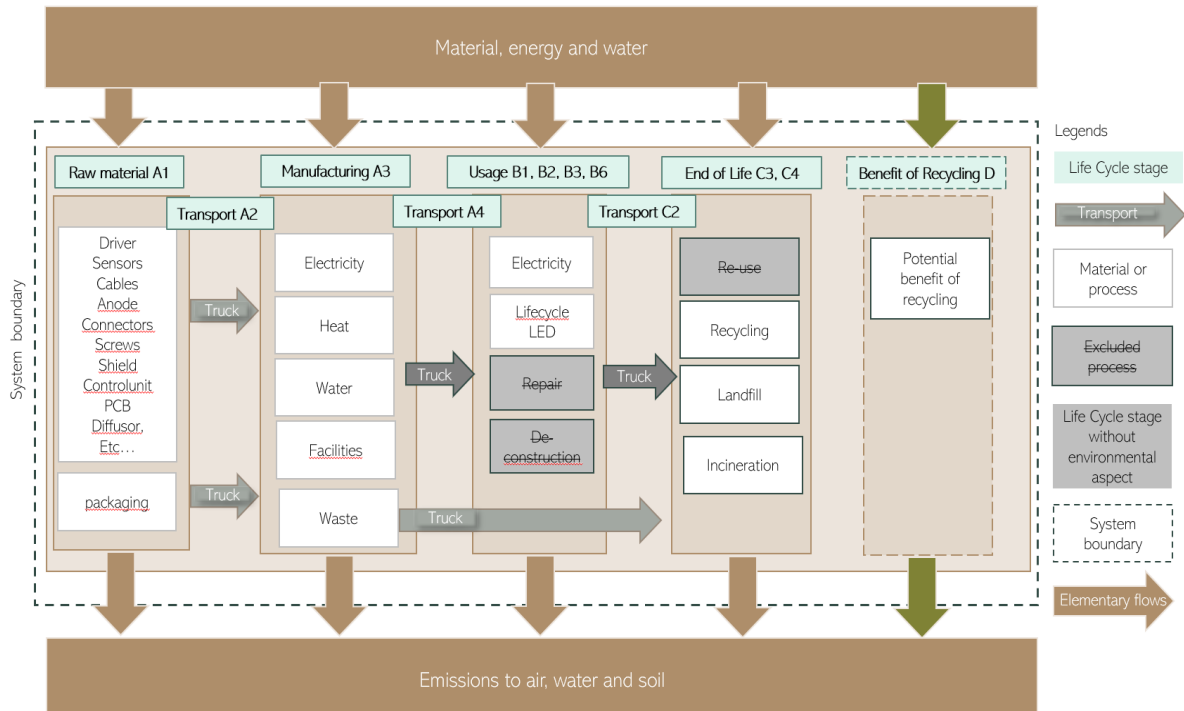 Material, energy and water
System boundary
Raw material A1
Transport A2
Driver
Sensors
Cables
Anode
Connectors
Screws
Shield
Controlunit
PCB
Diffusor,
Etc…
packaging
Truck
Truck
Manufacturing A3
Transport A4
Electricity
Heat
Water
Facilities
Waste
Truck
Truck
Usage B1, B2, B3, B6
Transport C2
Electricity
Lifecycle
LED
Repair
De-
construction
Truck
End of Life C3, C4
Re-use
Recycling
Landfill
Incineration
Benefit of Recycling D
Potential
benefit of
recycling
Emissions to air, water and soil
Legends
Life Cycle stage
Transport
Material or
process
Excluded
process
Life Cycle stage
without
environmental
aspect
System
boundary
Elementary flows